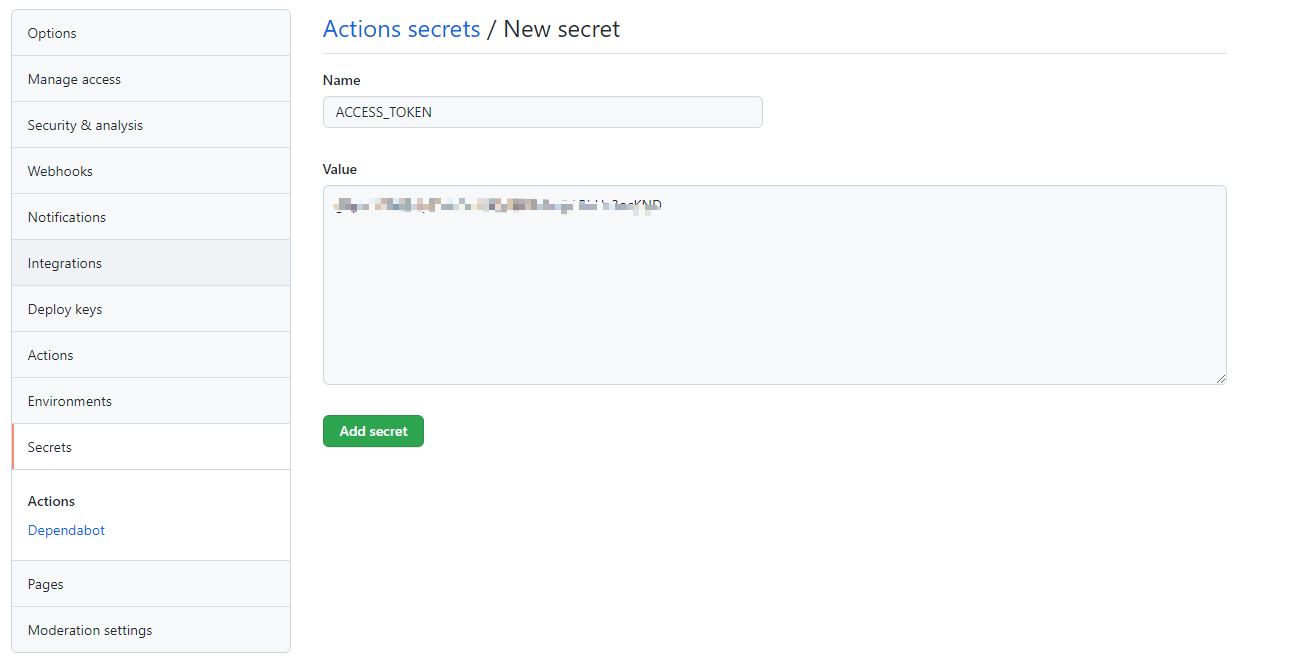 Options
Manage access
Security & analysis
Webhooks
Notifications
Integrations
Deploy keys
Actions
Environments
Secrets
Actions
Dependabot
Pages
Moderation settings
Actions secrets / New secret
Name
ACCESS_TOKEN
Value
Add secret